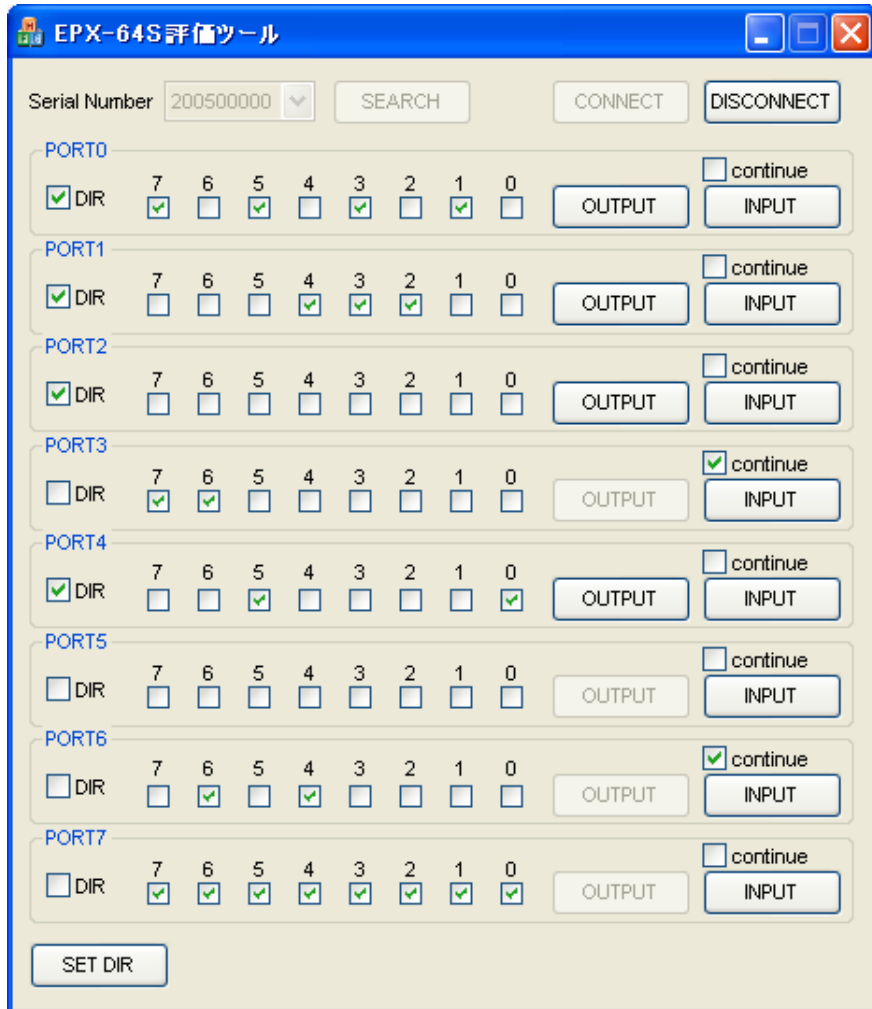 EPX-64S評価ツール
Serial Number 200500000 SEARCH CONNECT DISCONNECT
PORT0
continue
7 6 5 4 3 2 1 0
DIR OUTPUT INPUT
PORT1
continue
7 6 5 4 3 2 1 0
DIR OUTPUT INPUT
PORT2
continue
7 6 5 4 3 2 1 0
DIR OUTPUT INPUT
PORT3
continue
7 6 5 4 3 2 1 0
DIR OUTPUT INPUT
PORT4
continue
7 6 5 4 3 2 1 0
DIR OUTPUT INPUT
PORT5
continue
7 6 5 4 3 2 1 0
DIR OUTPUT INPUT
PORT6
continue
7 6 5 4 3 2 1 0
DIR OUTPUT INPUT
PORT7
continue
7 6 5 4 3 2 1 0
DIR OUTPUT INPUT
SET DIR